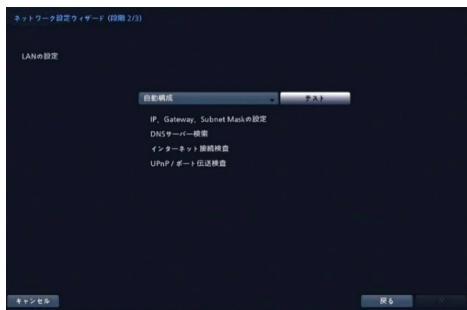 ネットワーク設定ウィザード (段階 2/3)
LANの設定
自動構成
テスト
IP, Gateway, Subnet Maskの設定
DNSサーバー検索
インターネット接続検査
UPnP / ポート伝送検査
キャンセル
戻る